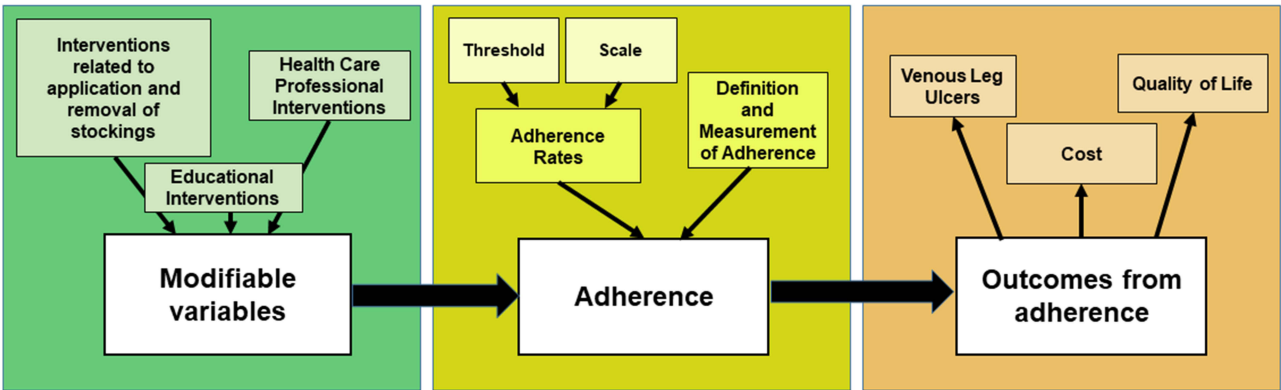 Interventions
related to
application and
removal of
stockings
Health Care
Professional
Interventions
Educational
Interventions
Modifiable
variables
Threshold
Scale
Adherence
Rates
Definition
and
Measurement
of Adherence
Adherence
Venous Leg
Ulcers
Quality of Life
Cost
Outcomes from
adherence